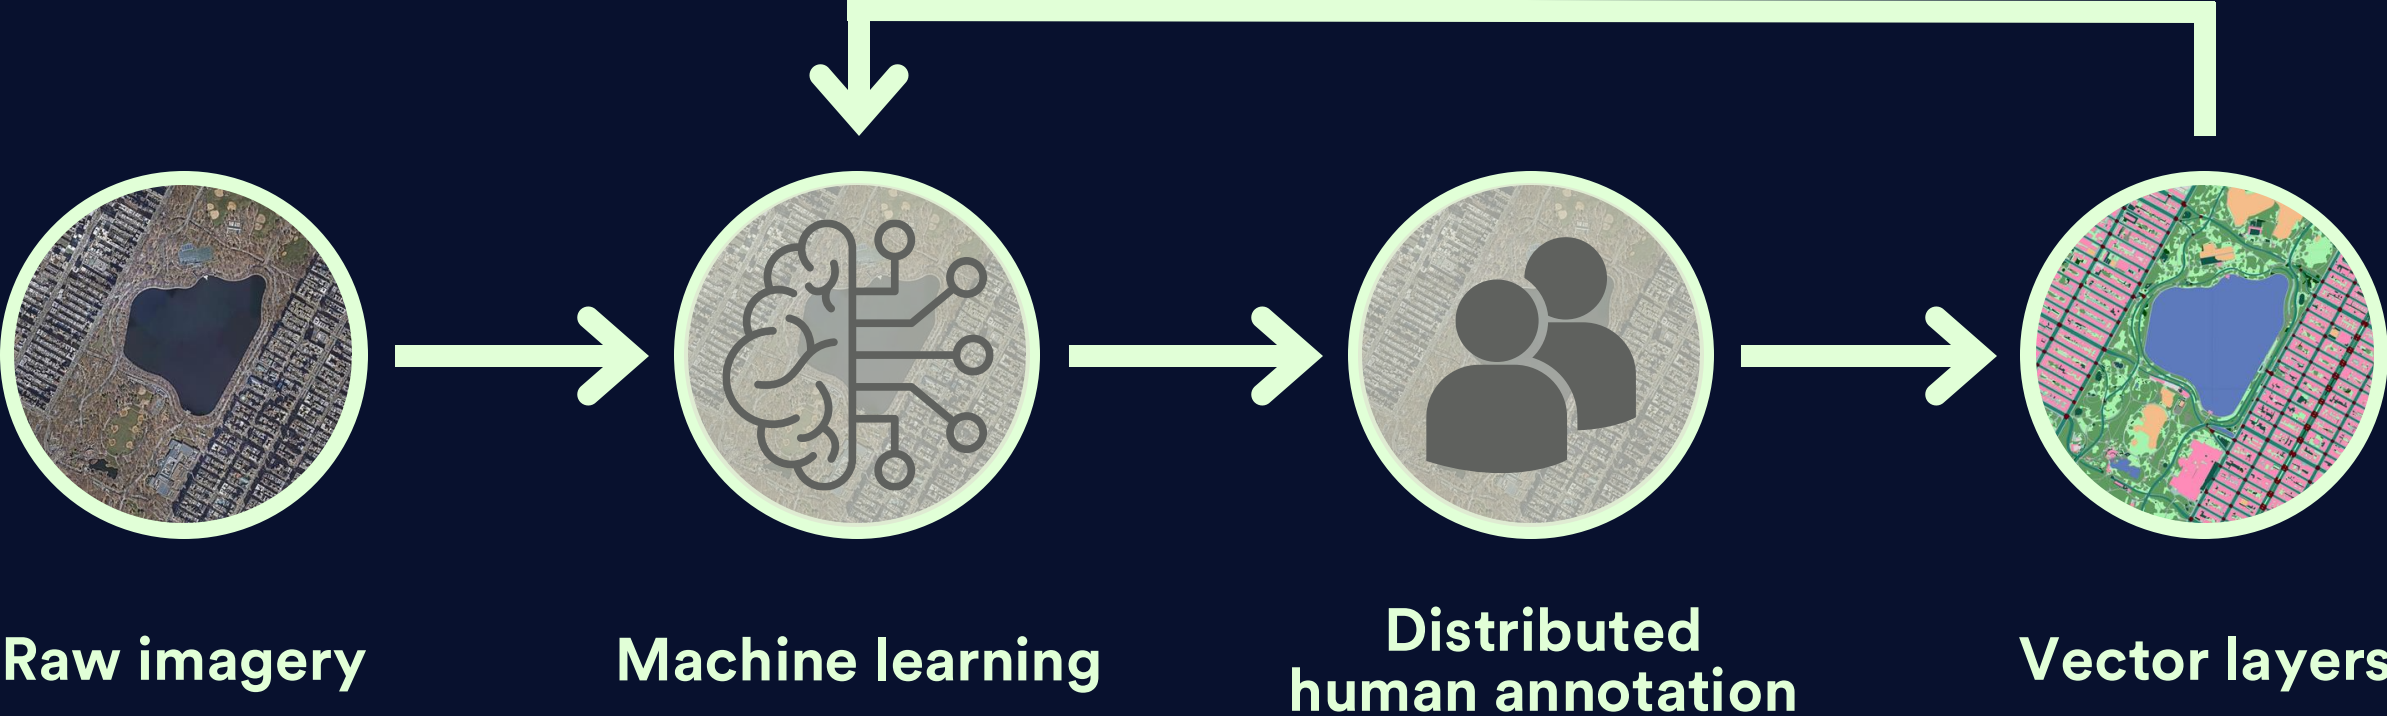 Raw imagery
Machine learning
Distributed
human annotation
Vector layers